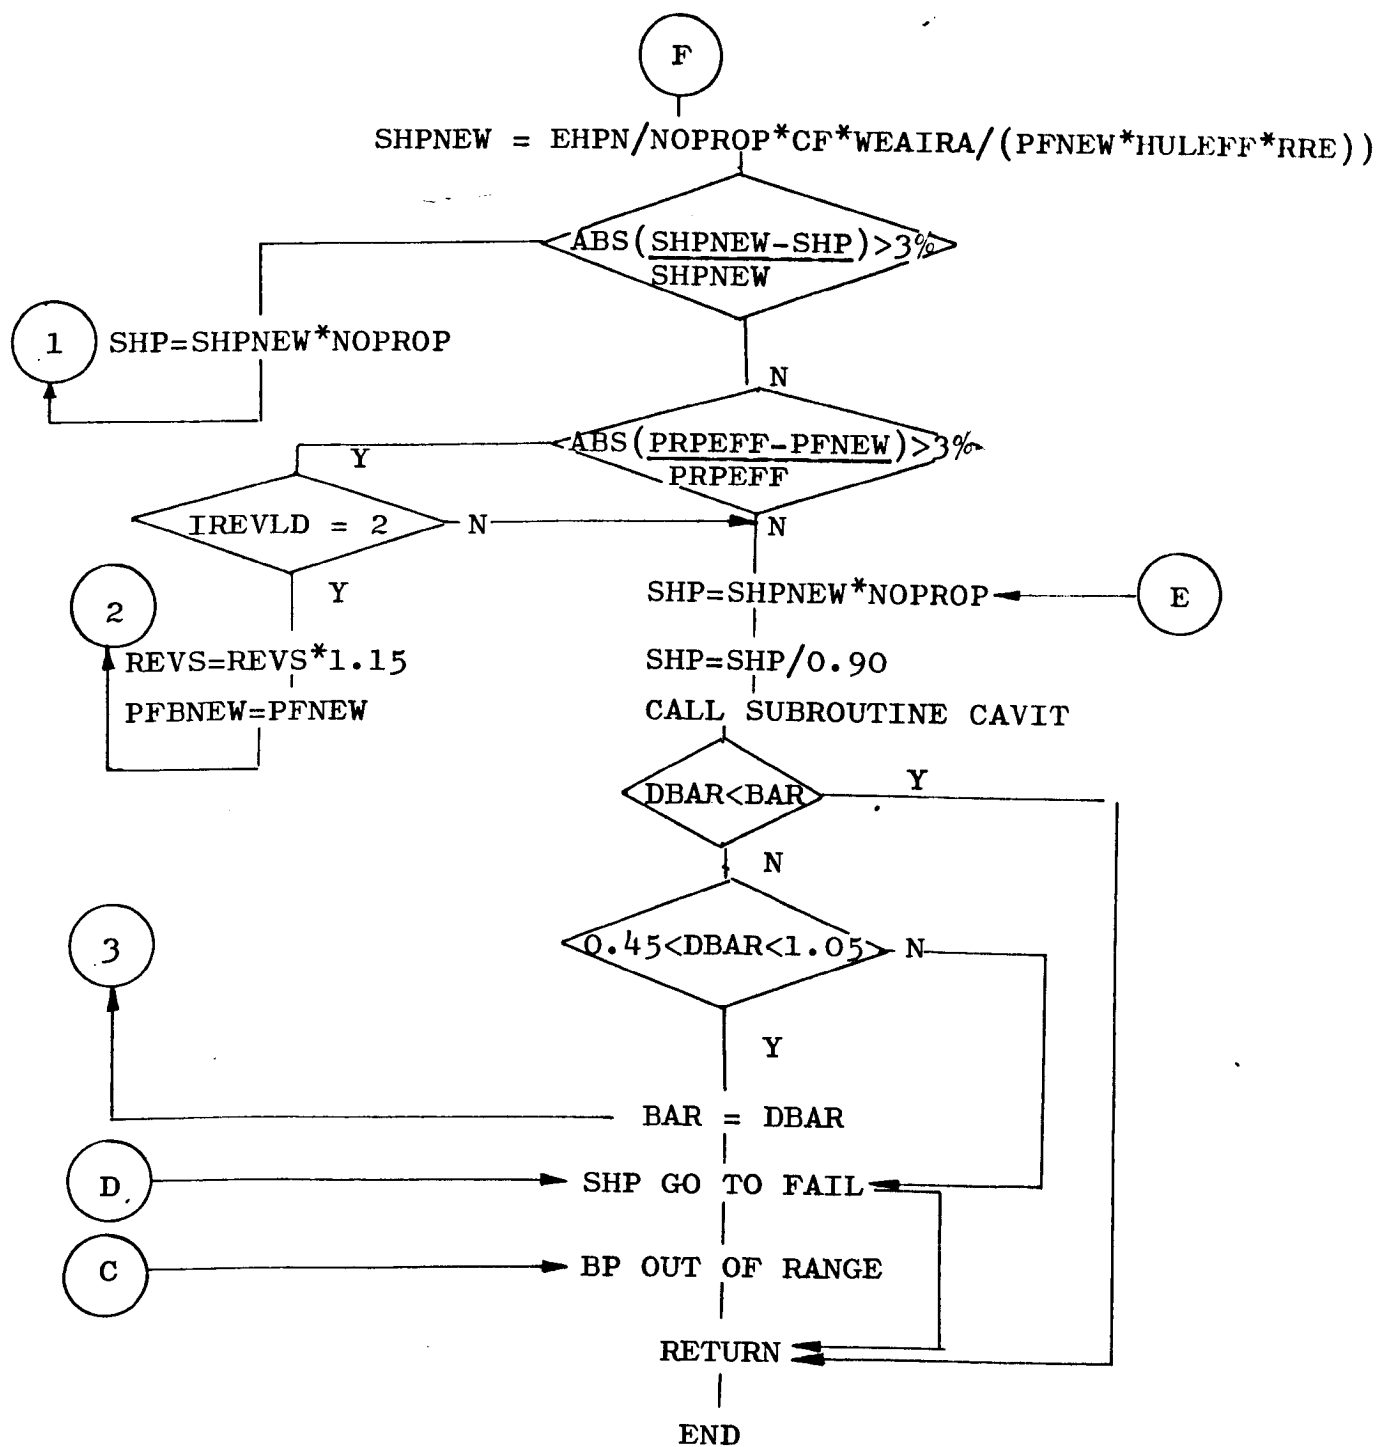 F
SHPNEW = EHPN/NOPROP*CF*WEAIRA/(PFNEW*HULEFF*RRE))
ABS(SHPNEW-SHP)>3%
SHPNEW
1
SHP=SHPNEW*NOPROP
N
ABS(PRPEFF-PFNEW)>3%
PRPEFF
Y
IREVLD = 2
N
N
Y
2
SHP=SHPNEW*NOPROP
E
REVS=REVS*1.15
SHP=SHP/0.90
PFBNEW=PFNEW
CALL SUBROUTINE CAVIT
DBAR<BAR
Y
N
3
0.45<DBAR<1.05
N
Y
BAR = DBAR
D
SHP GO TO FAIL
C
BP OUT OF RANGE
RETURN
END